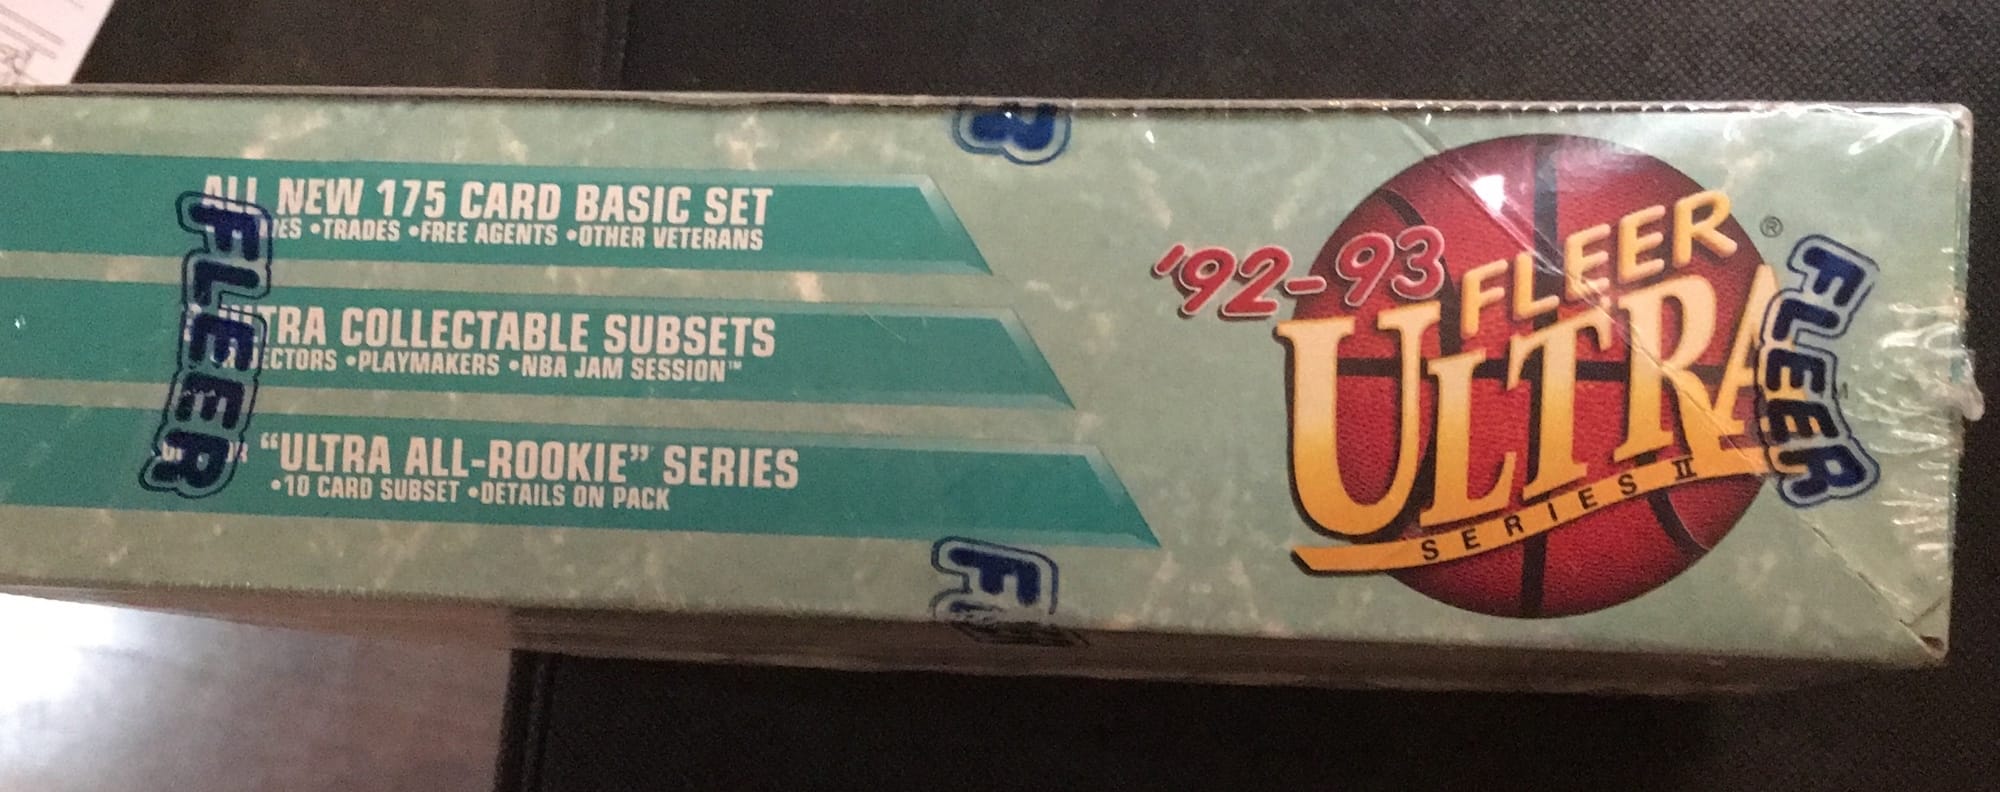 ALL NEW 175 CARD BASIC SET
•TRADES •FREE AGENTS •OTHER VETERANS
COLLECTABLE SUBSETS
•PLAYMAKERS •NBA JAM SESSION™
"ULTRA ALL-ROOKIE" SERIES
•10 CARD SUBSET •DETAILS ON PACK
FLEER
'92-93
FLEER ®
ULTRA
SERIES II
FLEER